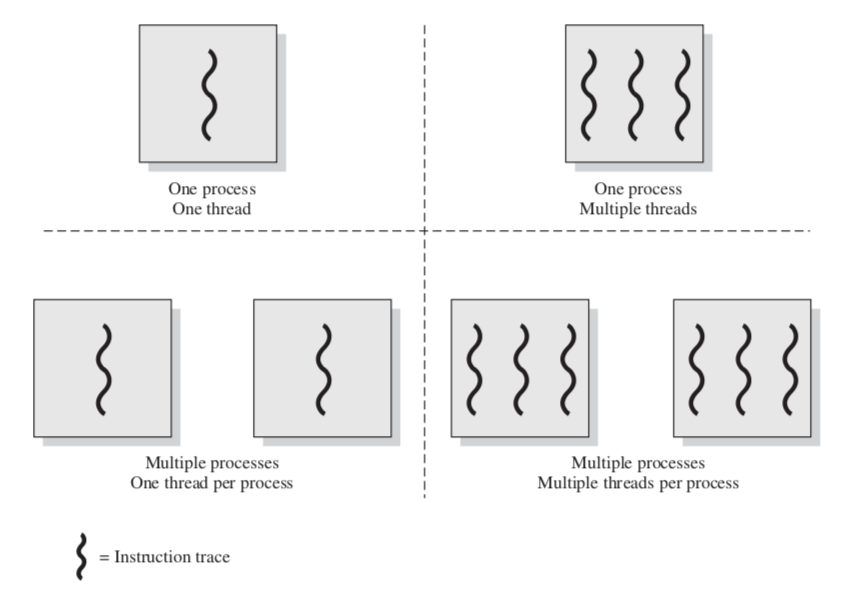 One process
One thread
One process
Multiple threads
Multiple processes
One thread per process
Multiple processes
Multiple threads per process
= Instruction trace